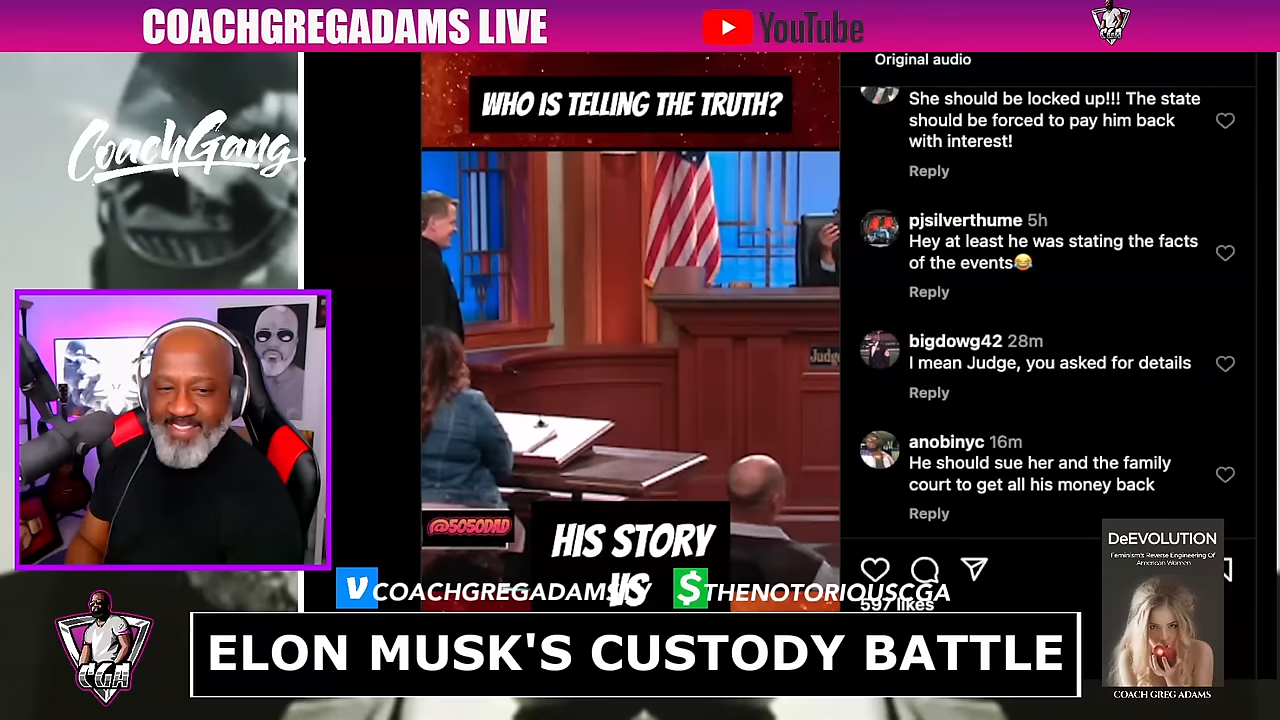 COACHGREGADAMS LIVE
YouTube
CGA
CoachGang
WHO IS TELLING THE TRUTH?
Judge
@5050DAD
HIS STORY
VS
Original audio
She should be locked up!!! The state
should be forced to pay him back
with interest!
Reply
pjsilverthume 5h
Hey at least he was stating the facts
of the events😂
Reply
bigdowg42 28m
I mean Judge, you asked for details
Reply
anobinyc 16m
He should sue her and the family
court to get all his money back
Reply
597 likes
V
$
THENOTORIOUSCGA
CGA
ELON MUSK'S CUSTODY BATTLE
DeEVOLUTION
Feminism's Reverse Engineering Of
American Women
COACH GREG ADAMS